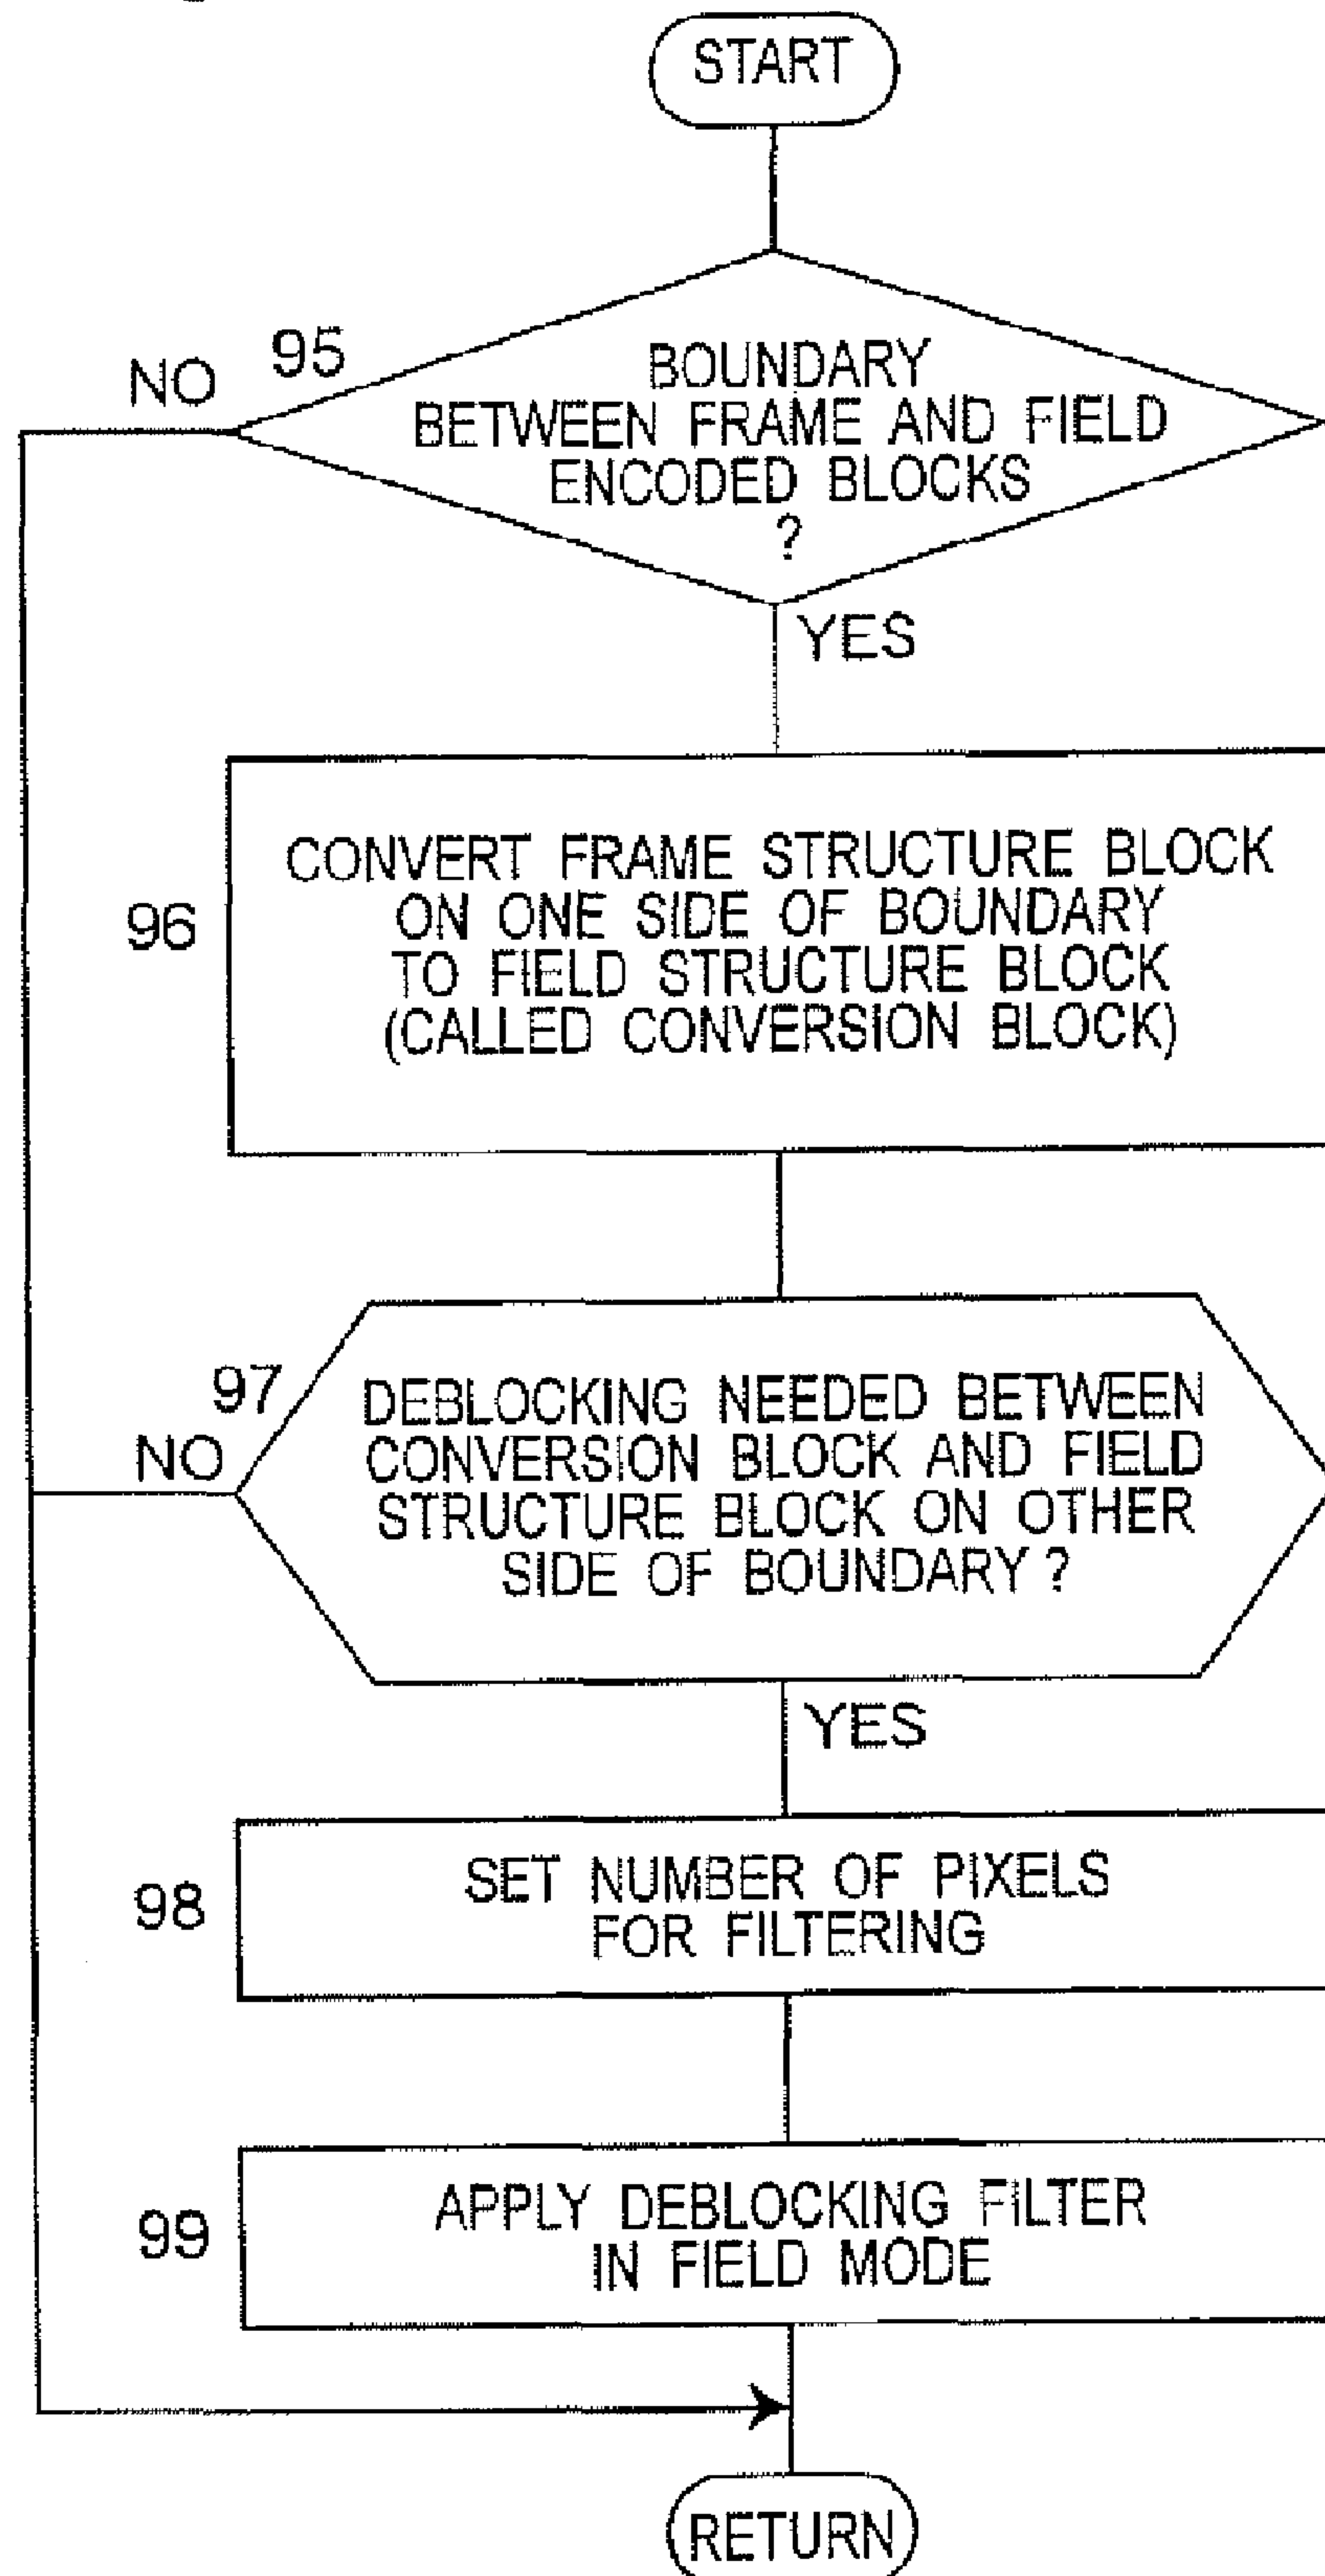 START
95
NO
BOUNDARY
BETWEEN FRAME AND FIELD
ENCODED BLOCKS
?
YES
96
CONVERT FRAME STRUCTURE BLOCK
ON ONE SIDE OF BOUNDARY
TO FIELD STRUCTURE BLOCK
(CALLED CONVERSION BLOCK)
97
NO
DEBLOCKING NEEDED BETWEEN
CONVERSION BLOCK AND FIELD
STRUCTURE BLOCK ON OTHER
SIDE OF BOUNDARY ?
YES
98
SET NUMBER OF PIXELS
FOR FILTERING
99
APPLY DEBLOCKING FILTER
IN FIELD MODE
RETURN